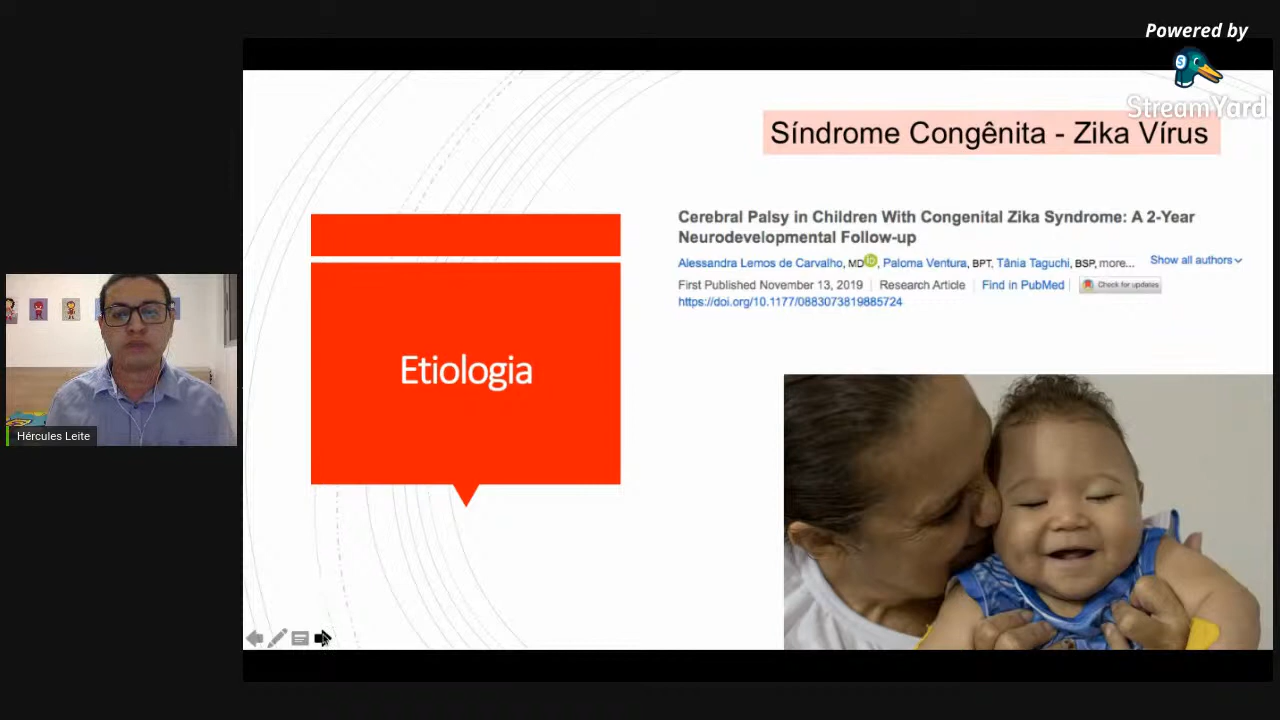 Powered by
StreamYard
Síndrome Congênita - Zika Vírus
Cerebral Palsy in Children With Congenital Zika Syndrome: A 2-Year
Neurodevelopmental Follow-up
Alessandra Lemos de Carvalho, MD iD, Paloma Ventura, BPT, Tânia Taguchi, BSP, more... Show all authors
First Published November 13, 2019 | Research Article | Find in PubMed | Check for updates
https://doi.org/10.1177/0883073819885724
Etiologia
Hércules Leite